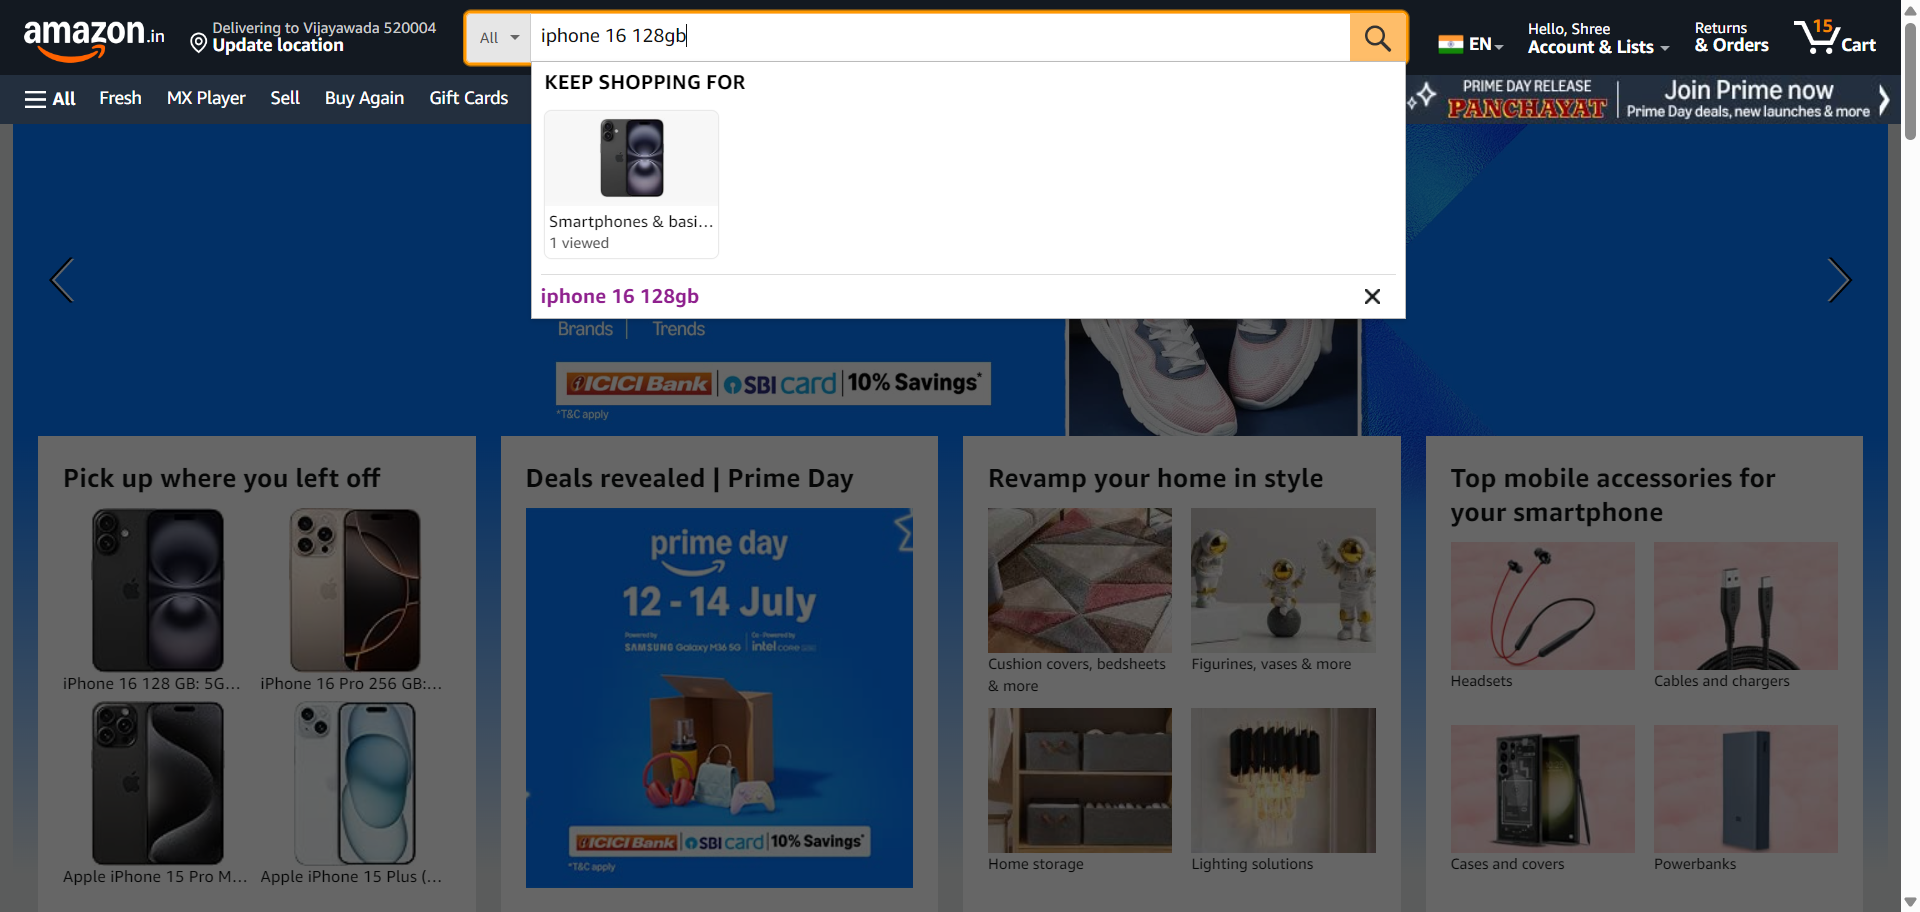 amazon.in
Delivering to Vijayawada 520004
Update location
All
iphone 16 128gb
EN
Hello, Shree
Account & Lists
Returns
& Orders
15
Cart
All
Fresh
MX Player
Sell
Buy Again
Gift Cards
PRIME DAY RELEASE
PANCHAYAT
Join Prime now
Prime Day deals, new launches & more
KEEP SHOPPING FOR
Smartphones & basi...
1 viewed
iphone 16 128gb
Brands | Trends
ICICI Bank | SBI card | 10% Savings*
*T&C apply
Pick up where you left off
iPhone 16 128 GB: 5G...
iPhone 16 Pro 256 GB:...
Apple iPhone 15 Pro M...
Apple iPhone 15 Plus (...
Deals revealed | Prime Day
prime day
12 - 14 July
Powered by
SAMSUNG Galaxy M36 5G
Co-Powered by
intel core
ICICI Bank | SBI card | 10% Savings*
*T&C apply
Revamp your home in style
Cushion covers, bedsheets
& more
Figurines, vases & more
Home storage
Lighting solutions
Top mobile accessories for
your smartphone
Headsets
Cables and chargers
Cases and covers
Powerbanks